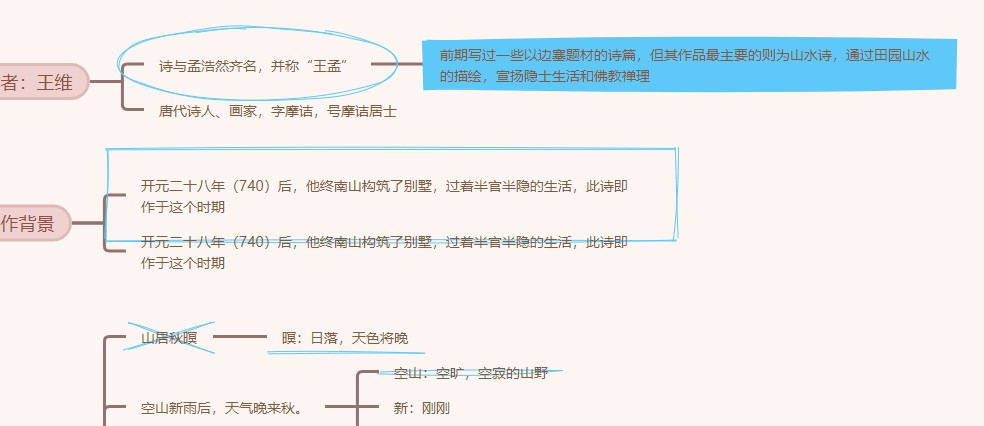 者：王维
诗与孟浩然齐名，并称“王孟”
前期写过一些以边塞题材的诗篇，但其作品最主要的则为山水诗，通过田园山水
的描绘，宣扬隐士生活和佛教禅理
唐代诗人、画家，字摩诘，号摩诘居士
作背景
开元二十八年（740）后，他终南山构筑了别墅，过着半官半隐的生活，此诗即
作于这个时期
开元二十八年（740）后，他终南山构筑了别墅，过着半官半隐的生活，此诗即
作于这个时期
山居秋暝
暝：日落，天色将晚
空山：空旷，空寂的山野
空山新雨后，天气晚来秋。
新：刚刚